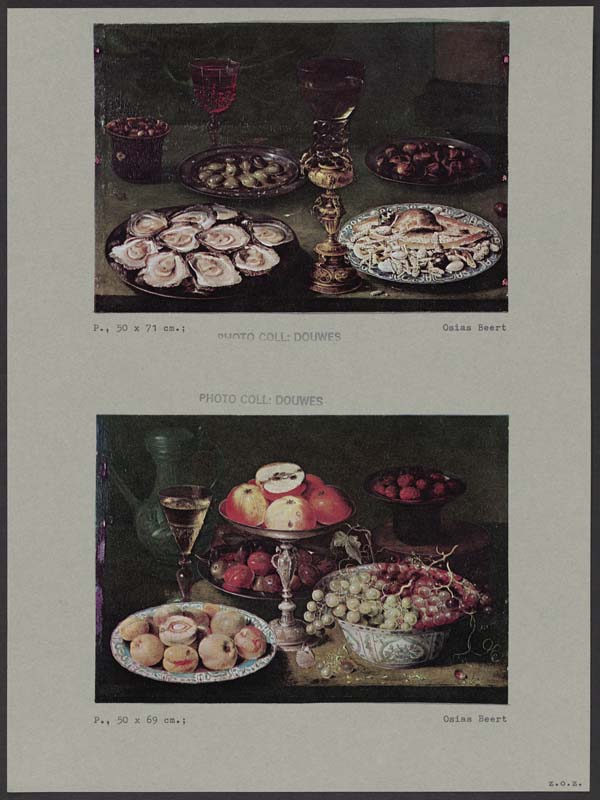 P., 50 x 71 cm.; Osias Beert
PHOTO COLL: DOUWES
PHOTO COLL: DOUWES
P., 50 x 69 cm.; Osias Beert
z.o.z.